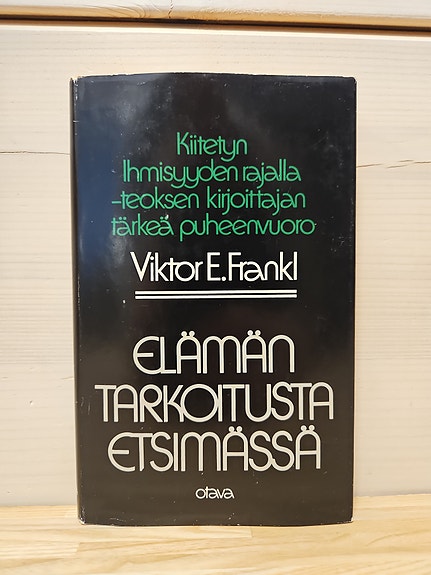 Kiitetyn
Ihmisyyden rajalla
-teoksen kirjoittajan
tärkeä puheenvuoro
Viktor E. Frankl
ELÄMÄN
TARKOITUSTA
ETSIMÄSSÄ
otava